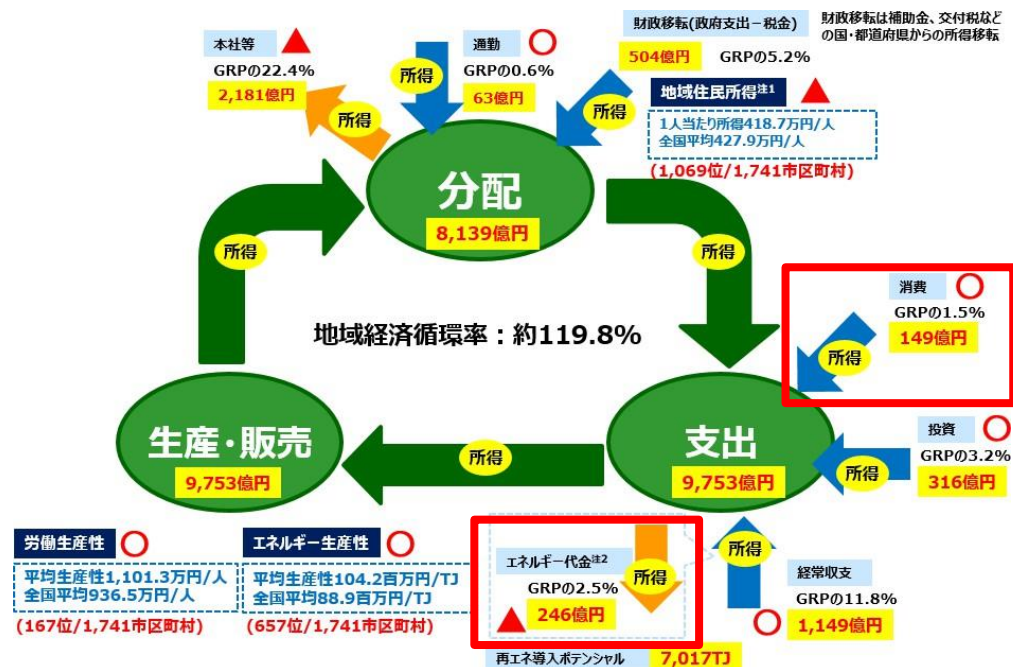 本社等
GRPの22.4%
2,181億円
所得
通勤
GRPの0.6%
63億円
所得
財政移転(政府支出-税金)
504億円 GRPの5.2%
所得
財政移転は補助金、交付税など
の国・都道府県からの所得移転
地域住民所得注1
1人当たり所得418.7万円/人
全国平均427.9万円/人
(1,069位/1,741市区町村)
分配
8,139億円
所得
所得
地域経済循環率：約119.8%
消費
GRPの1.5%
149億円
所得
生産・販売
9,753億円
所得
支出
9,753億円
投資
GRPの3.2%
316億円
所得
労働生産性
平均生産性1,101.3万円/人
全国平均936.5万円/人
(167位/1,741市区町村)
エネルギー生産性
平均生産性104.2百万円/TJ
全国平均88.9百万円/TJ
(657位/1,741市区町村)
エネルギー代金注2
GRPの2.5%
246億円
所得
所得
経常収支
GRPの11.8%
1,149億円
再エネ導入ポテンシャル 7,017TJ